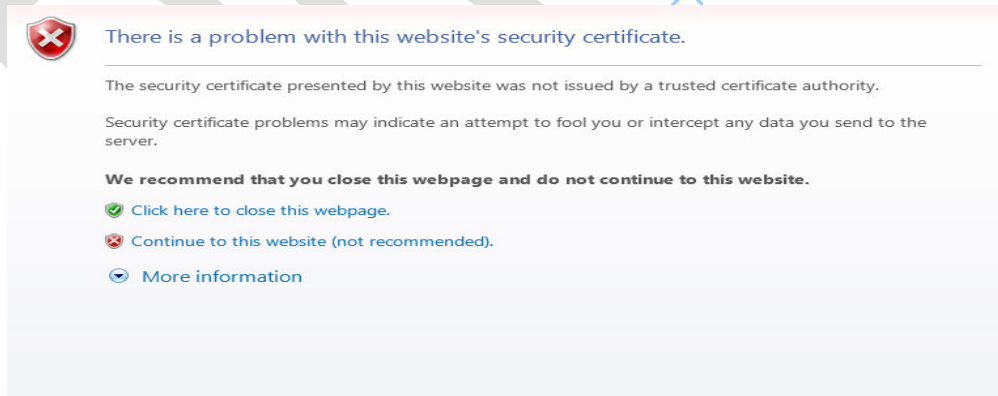 There is a problem with this website's security certificate.
The security certificate presented by this website was not issued by a trusted certificate authority.
Security certificate problems may indicate an attempt to fool you or intercept any data you send to the
server.
We recommend that you close this webpage and do not continue to this website.
Click here to close this webpage.
Continue to this website (not recommended).
More information